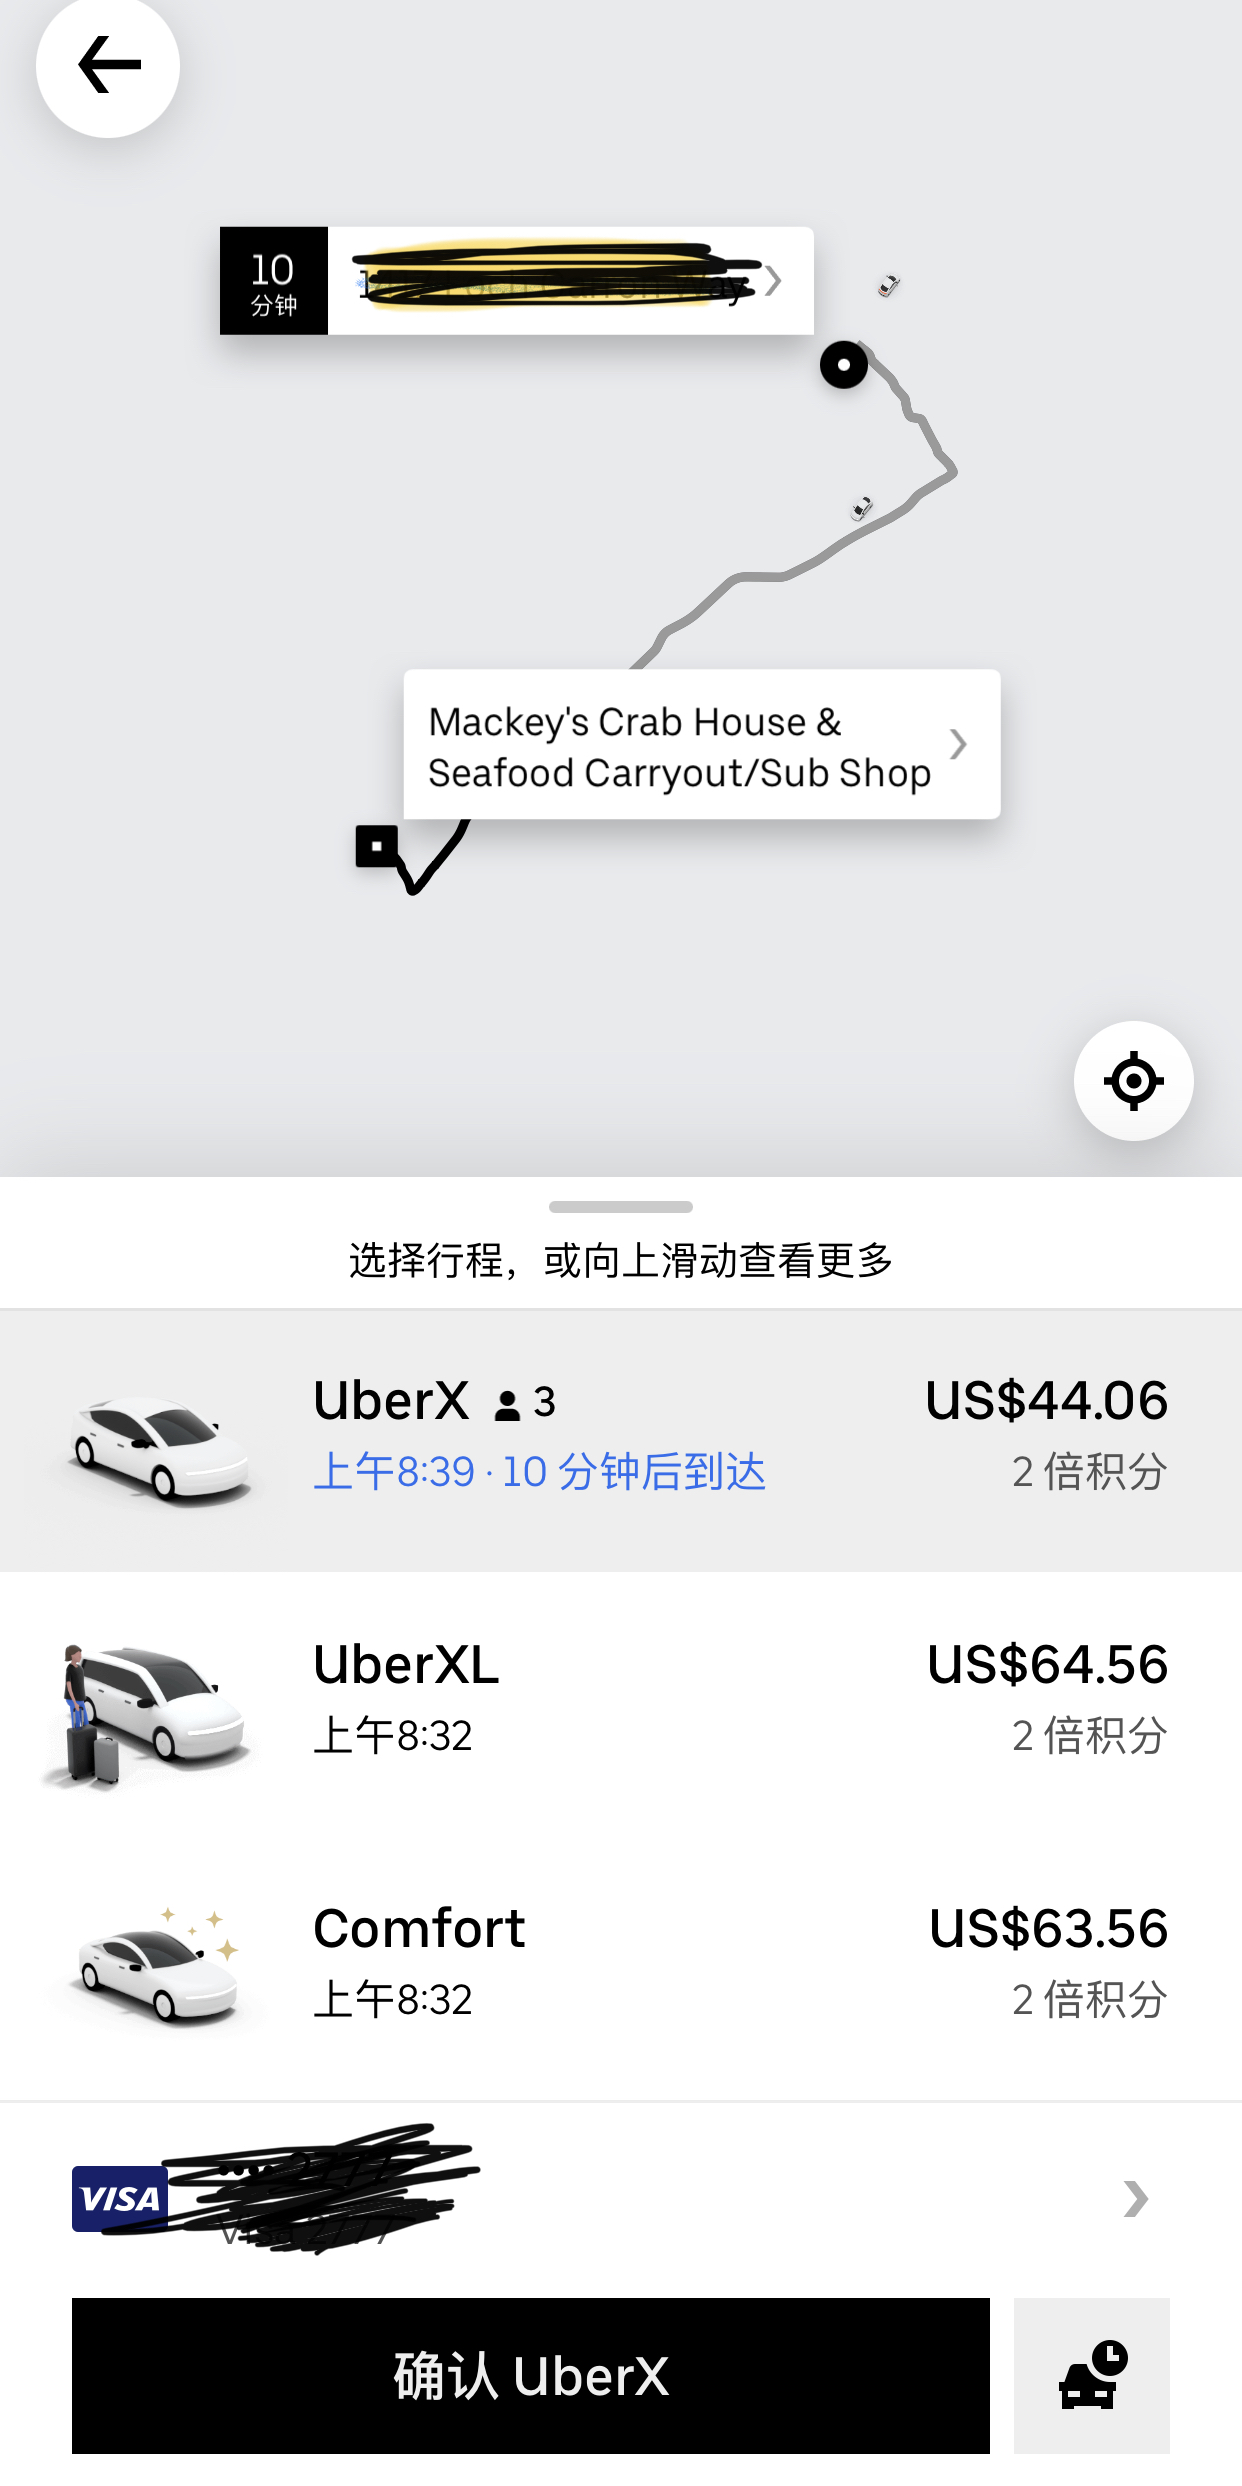 10
分钟
Way
Mackey's Crab House &
Seafood Carryout/Sub Shop
选择行程，或向上滑动查看更多
UberX 3
US$44.06
上午8:39 · 10 分钟后到达
2 倍积分
UberXL
US$64.56
上午8:32
2 倍积分
Comfort
US$63.56
上午8:32
2 倍积分
VISA
确认 UberX